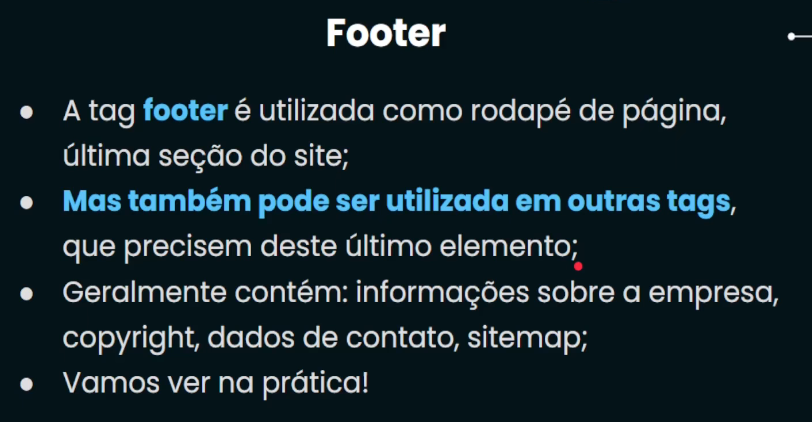 Footer
● A tag footer é utilizada como rodapé de página,
última seção do site;
● Mas também pode ser utilizada em outras tags,
que precisem deste último elemento;
● Geralmente contém: informações sobre a empresa,
copyright, dados de contato, sitemap;
● Vamos ver na prática!